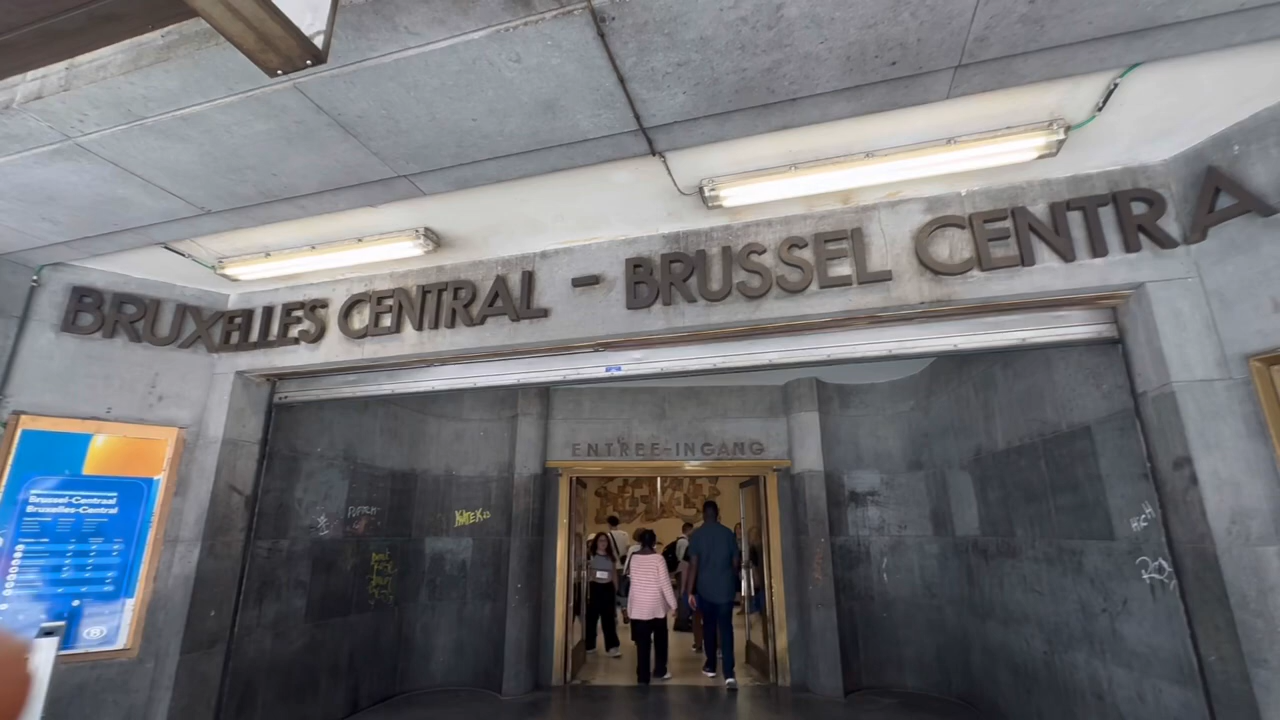 BRUXELLES CENTRAL - BRUSSEL CENTRA
ENTREE-INGANG
Brussel-Centraal
Bruxelles-Central
B